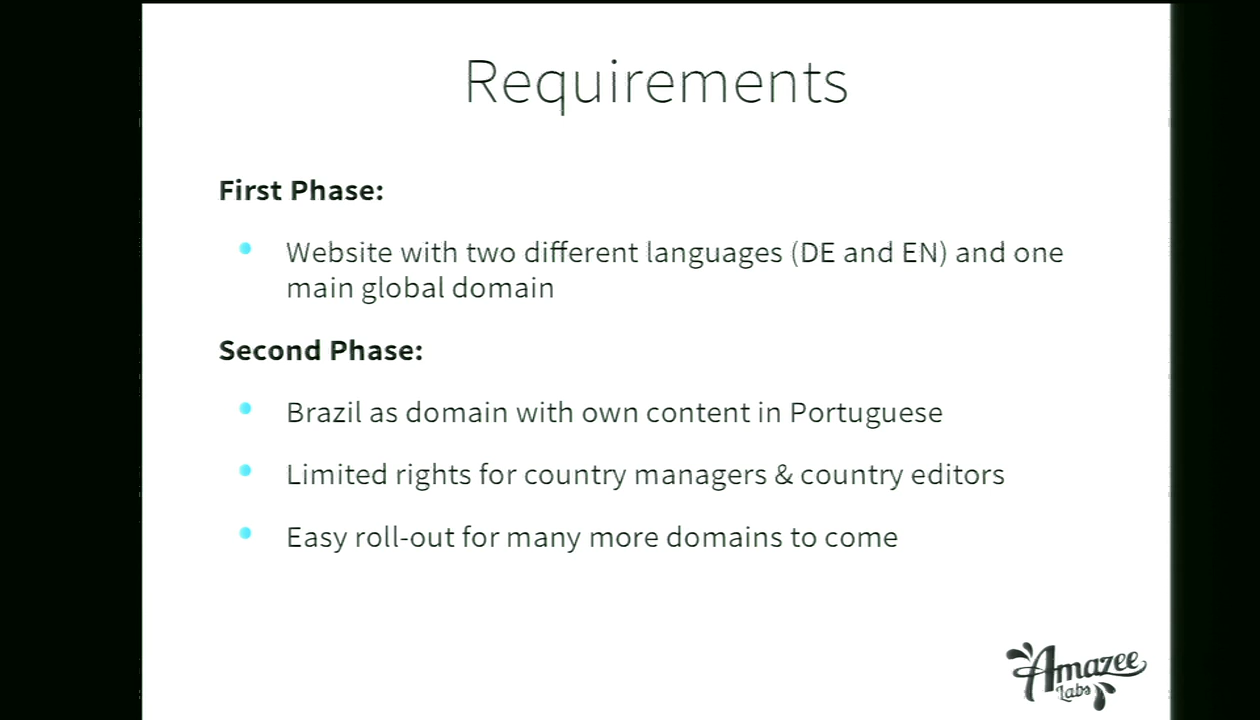 Requirements
First Phase:
Website with two different languages (DE and EN) and one
main global domain
Second Phase:
Brazil as domain with own content in Portuguese
Limited rights for country managers & country editors
Easy roll-out for many more domains to come
Amazee
Labs